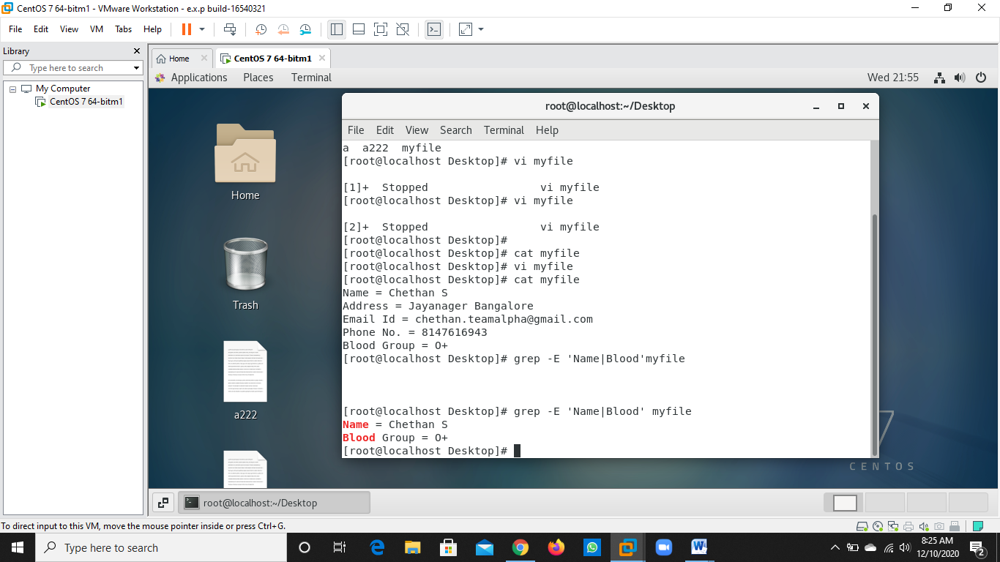 CentOS 7 64-bitm1 - VMware Workstation - e.x.p build-16540321
File Edit View VM Tabs Help
Library
Type here to search
My Computer
CentOS 7 64-bitm1
Home
CentOS 7 64-bitm1
Applications Places Terminal
Wed 21:55
Home
Trash
a222
root@localhost:~/Desktop
File Edit View Search Terminal Help
a a222 myfile
[root@localhost Desktop]# vi myfile
[1]+ Stopped vi myfile
[root@localhost Desktop]# vi myfile
[2]+ Stopped vi myfile
[root@localhost Desktop]#
[root@localhost Desktop]# cat myfile
[root@localhost Desktop]# vi myfile
[root@localhost Desktop]# cat myfile
Name = Chethan S
Address = Jayanager Bangalore
Email Id = chethan.teamalpha@gmail.com
Phone No. = 8147616943
Blood Group = O+
[root@localhost Desktop]# grep -E 'Name|Blood'myfile
[root@localhost Desktop]# grep -E 'Name|Blood' myfile
Name = Chethan S
Blood Group = O+
[root@localhost Desktop]#
7
CENTOS
root@localhost:~/Desktop
To direct input to this VM, move the mouse pointer inside or press Ctrl+G.
Type here to search
8:25 AM
12/10/2020
2